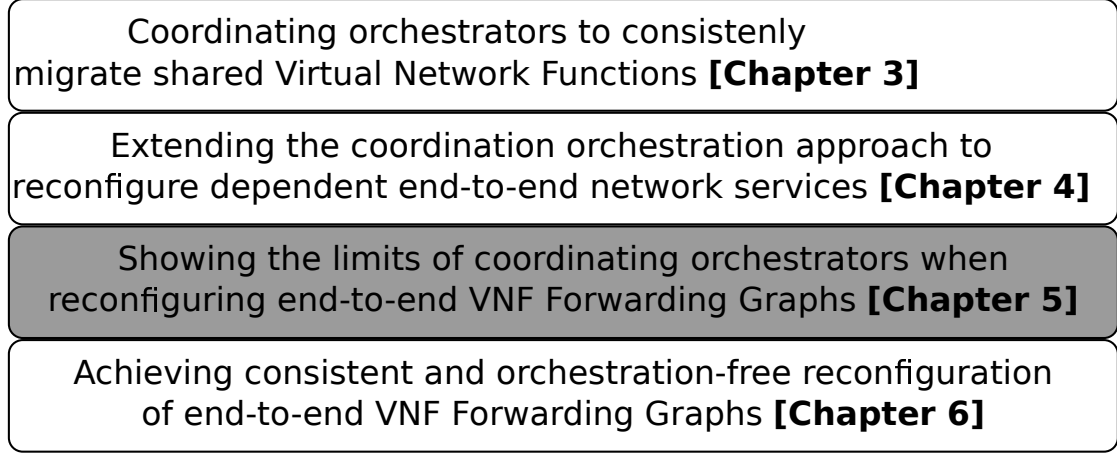 Coordinating orchestrators to consistenly
migrate shared Virtual Network Functions [Chapter 3]
Extending the coordination orchestration approach to
reconfigure dependent end-to-end network services [Chapter 4]
Showing the limits of coordinating orchestrators when
reconfiguring end-to-end VNF Forwarding Graphs [Chapter 5]
Achieving consistent and orchestration-free reconfiguration
of end-to-end VNF Forwarding Graphs [Chapter 6]